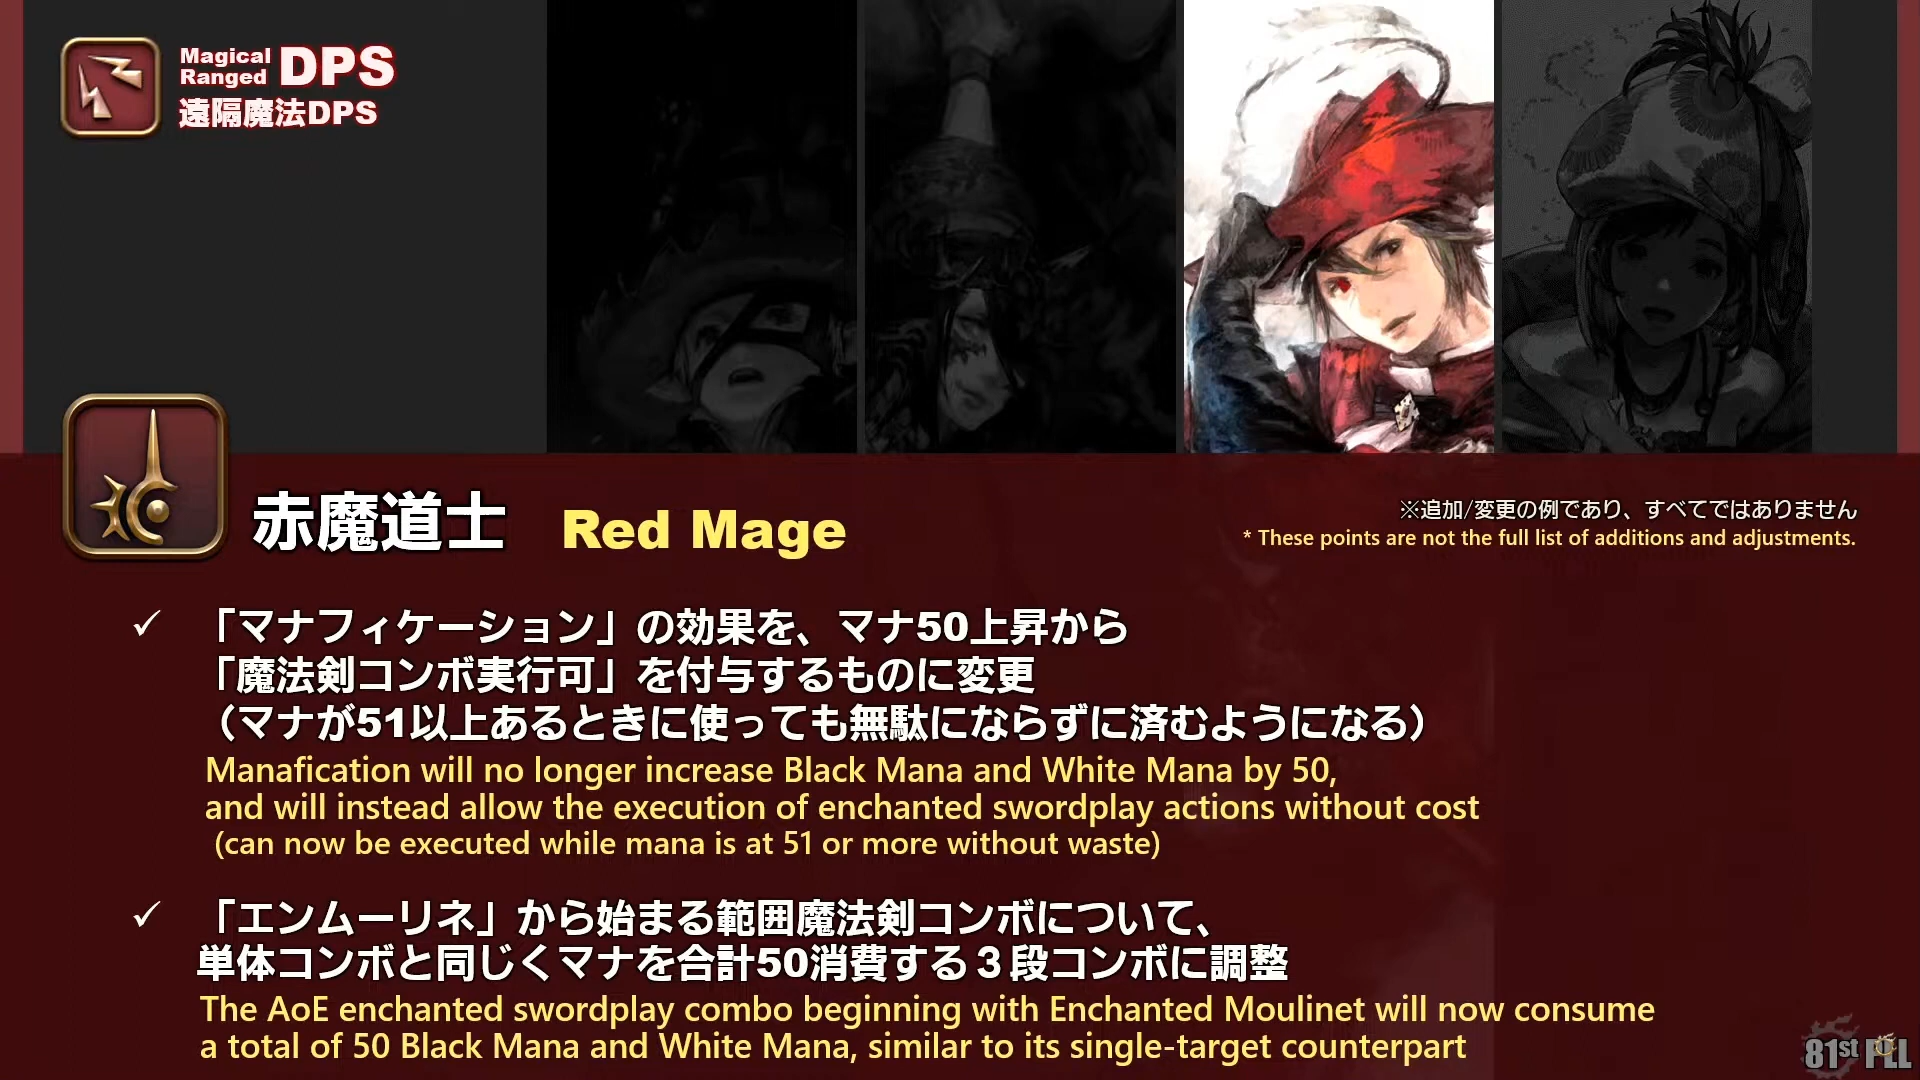 Magical
Ranged DPS
遠隔魔法DPS
赤魔道士 Red Mage
※追加/変更の例であり、すべてではありません
* These points are not the full list of additions and adjustments.
✓ 「マナフィケーション」の効果を、マナ50上昇から
「魔法剣コンボ実行可」を付与するものに変更
（マナが51以上あるときに使っても無駄にならずに済むようになる）
Manafication will no longer increase Black Mana and White Mana by 50,
and will instead allow the execution of enchanted swordplay actions without cost
(can now be executed while mana is at 51 or more without waste)
✓ 「エンムーリネ」から始まる範囲魔法剣コンボについて、
単体コンボと同じくマナを合計50消費する３段コンボに調整
The AoE enchanted swordplay combo beginning with Enchanted Moulinet will now consume
a total of 50 Black Mana and White Mana, similar to its single-target counterpart
81st FLL